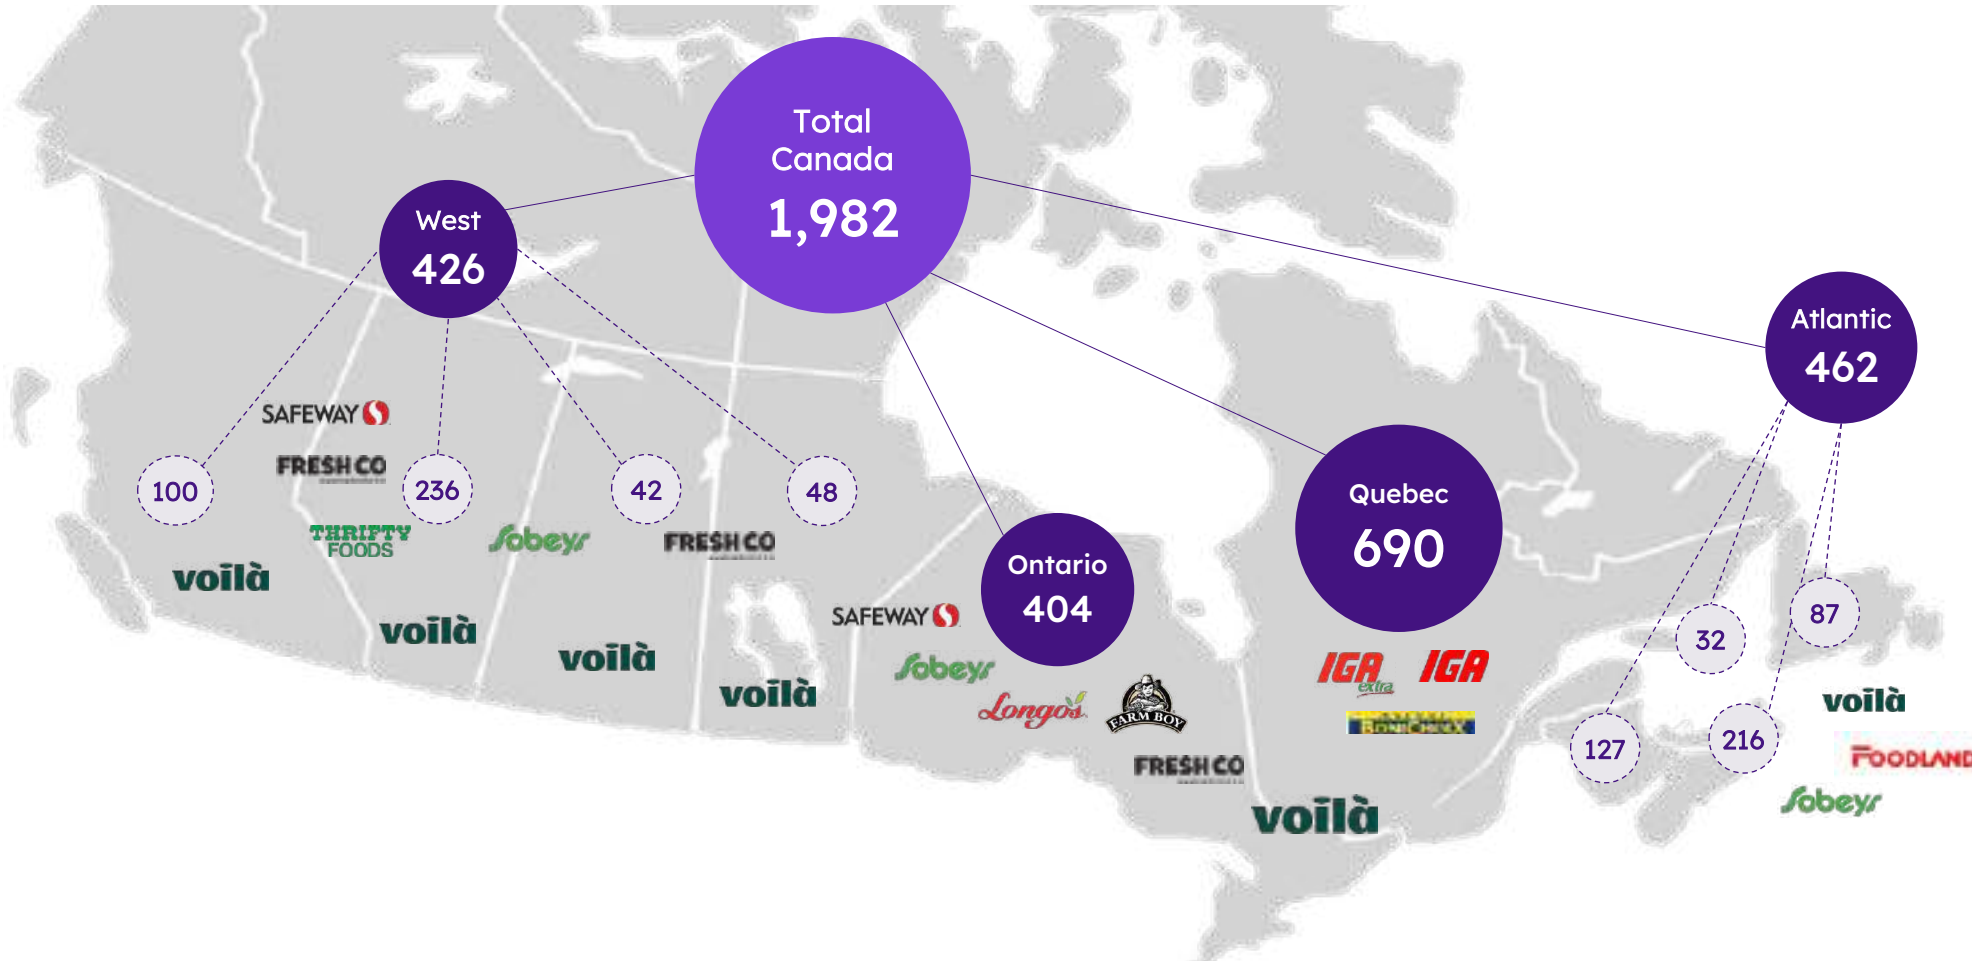 Total
Canada
1,982
West
426
Atlantic
462
SAFEWAY
FRESHCO
100
236
42
48
Quebec
690
THRIFTY
FOODS
Sobeys
FRESHCO
voilà
Ontario
404
voilà
voilà
voilà
SAFEWAY
Sobeys
Longo's
FARM BOY
FRESHCO
IGA
extra
IGA
voilà
32
87
127
216
voilà
FOODLAND
Sobeys